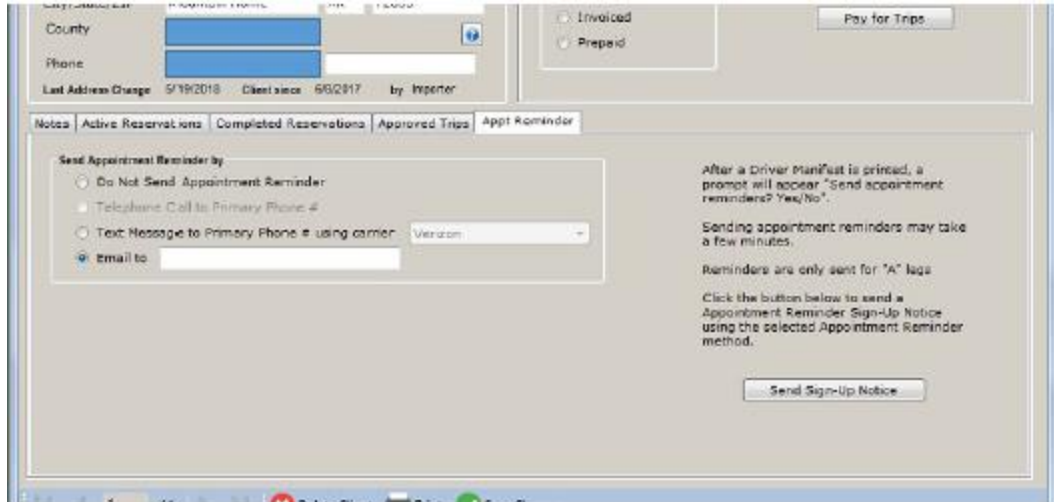 County
Phone
Last Address Change 5/19/2018 Client since 6/6/2017 by Importer
Invoiced
Prepaid
Pay for Trips
Notes Active Reservations Completed Reservations Approved Trips Appt Reminder
Send Appointment Reminder by
Do Not Send Appointment Reminder
Telephone Call to Primary Phone #
Text Message to Primary Phone # using carrier Verizon
Email to
After a Driver Manifest is printed, a
prompt will appear "Send appointment
reminders? Yes/No".
Sending appointment reminders may take
a few minutes.
Reminders are only sent for "A" legs
Click the button below to send a
Appointment Reminder Sign-Up Notice
using the selected Appointment Reminder
method.
Send Sign-Up Notice